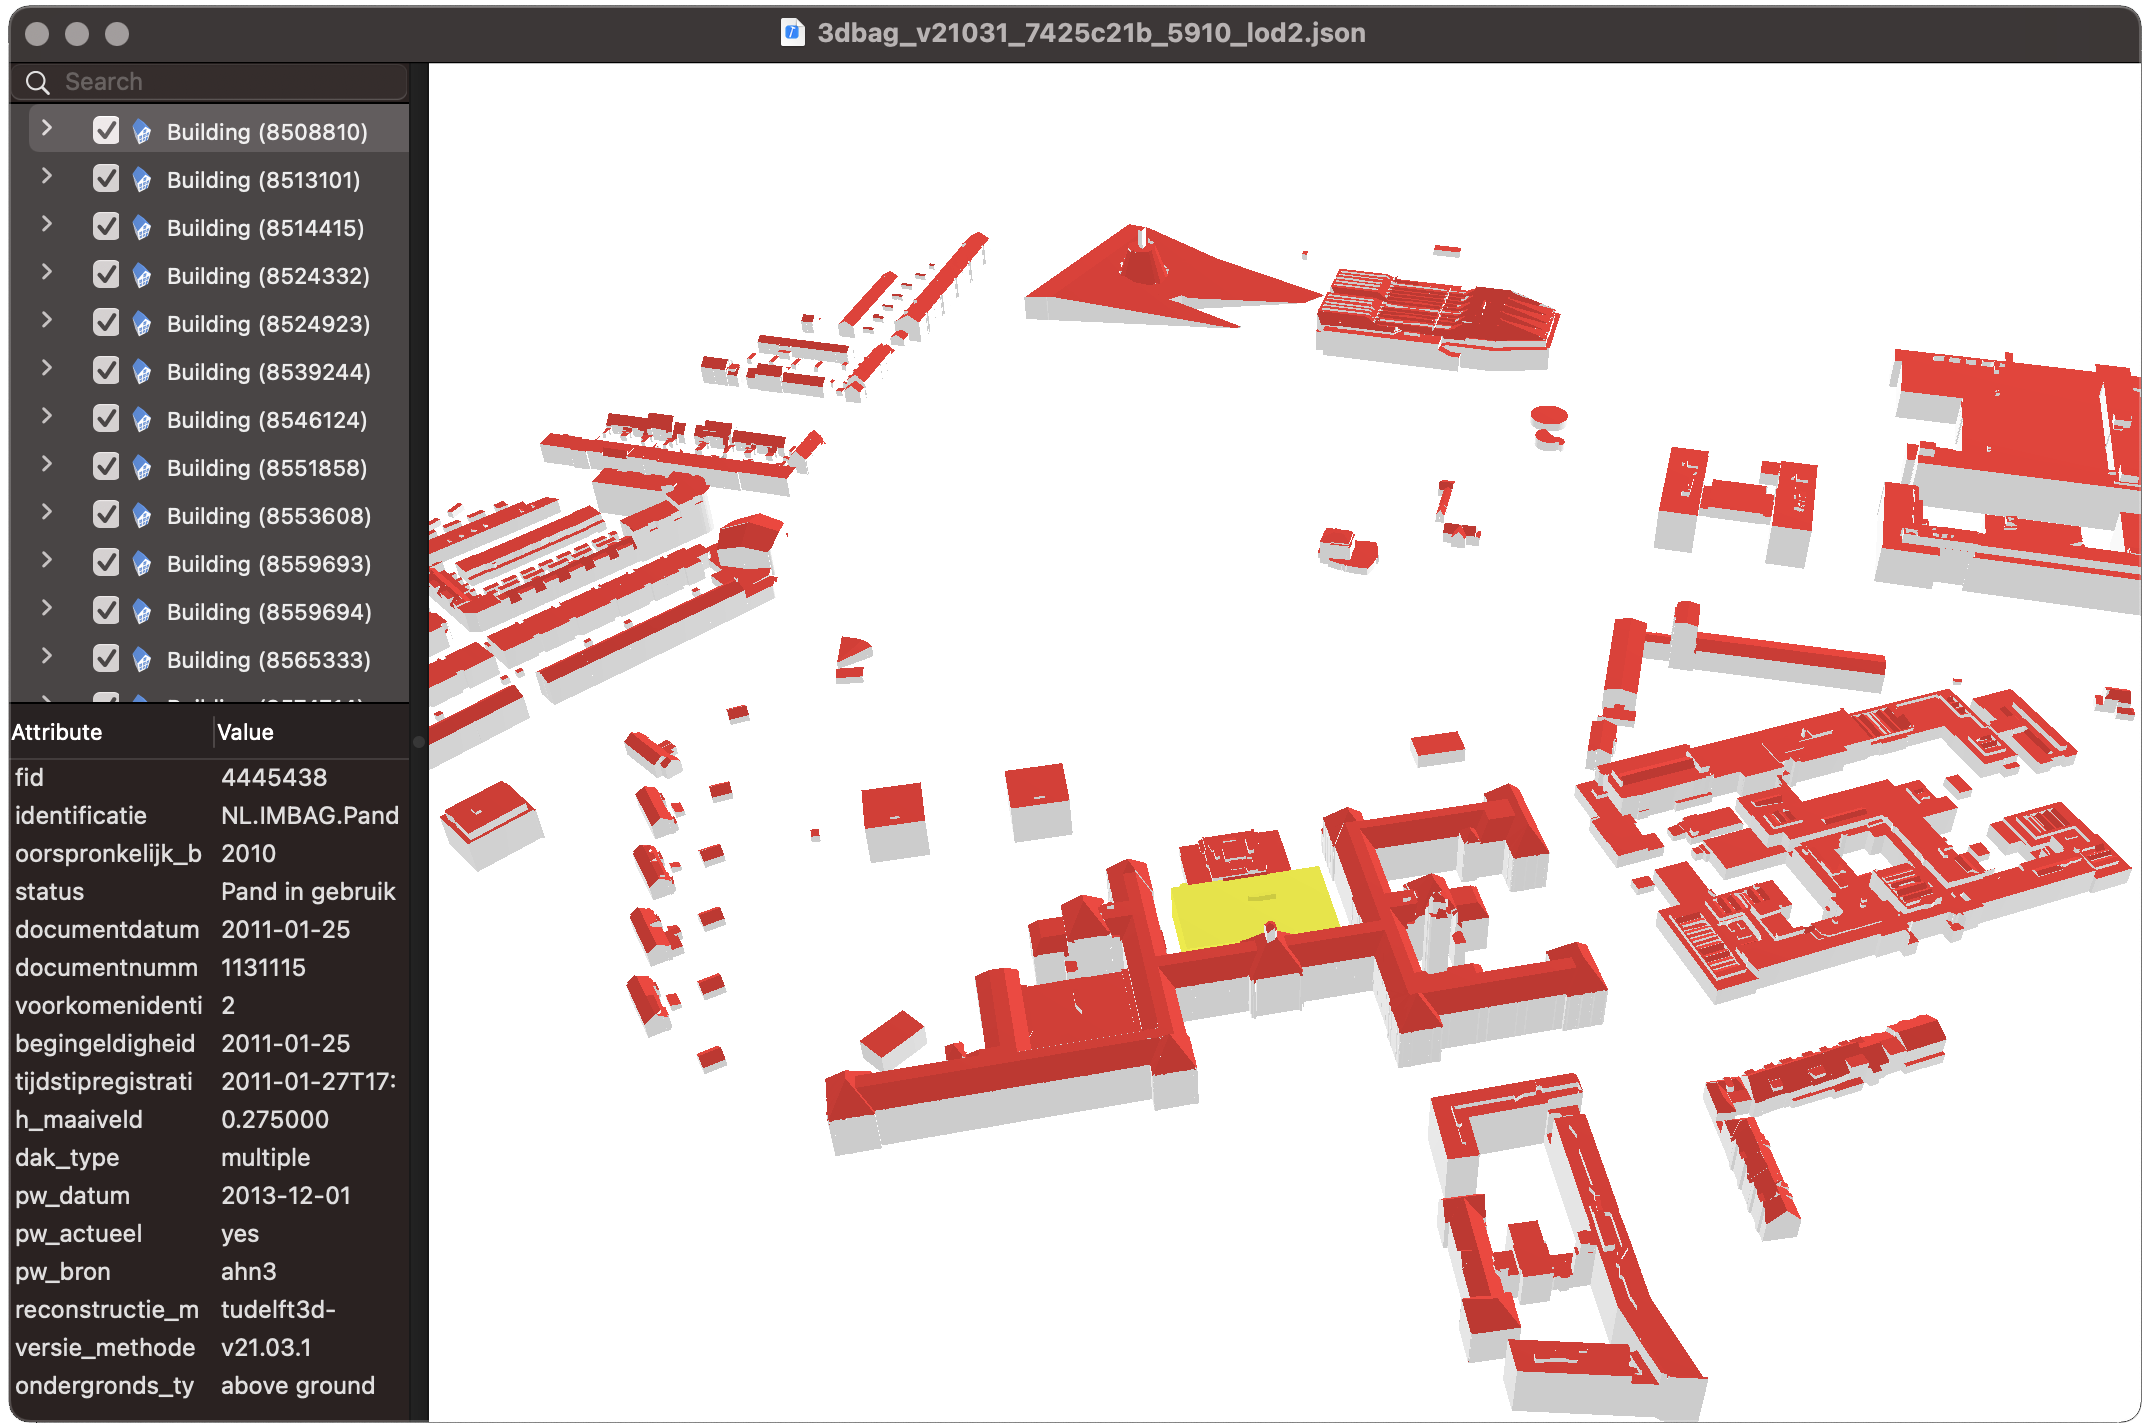 3dbag_v21031_7425c21b_5910_lod2.json
Search
Building (8508810)
Building (8513101)
Building (8514415)
Building (8524332)
Building (8524923)
Building (8539244)
Building (8546124)
Building (8551858)
Building (8553608)
Building (8559693)
Building (8559694)
Building (8565333)
Attribute Value
fid 4445438
identificatie NL.IMBAG.Pand
oorspronkelijk_b 2010
status Pand in gebruik
documentdatum 2011-01-25
documentnumm 1131115
voorkomenidenti 2
begingeldigheid 2011-01-25
tijdstipregistrati 2011-01-27T17:
h_maaiveld 0.275000
dak_type multiple
pw_datum 2013-12-01
pw_actueel yes
pw_bron ahn3
reconstructie_m tudelft3d-
versie_methode v21.03.1
ondergronds_ty above ground